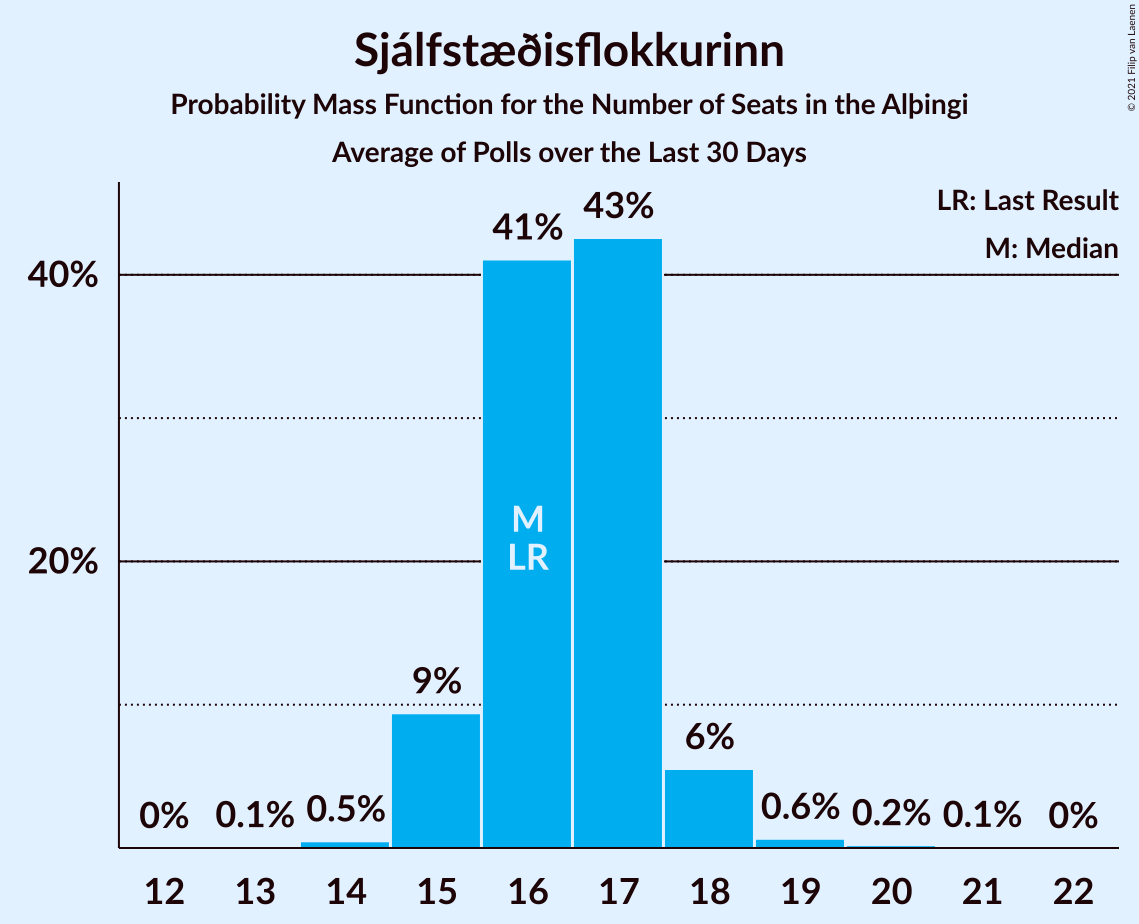 Sjálfstæðisflokkurinn
Probability Mass Function for the Number of Seats in the Alþingi
Average of Polls over the Last 30 Days
© 2021 Filip van Laenen
LR: Last Result
M: Median
40%
20%
0%
0.1%
0.5%
9%
41%
43%
6%
0.6%
0.2%
0.1%
0%
M
LR
12 13 14 15 16 17 18 19 20 21 22